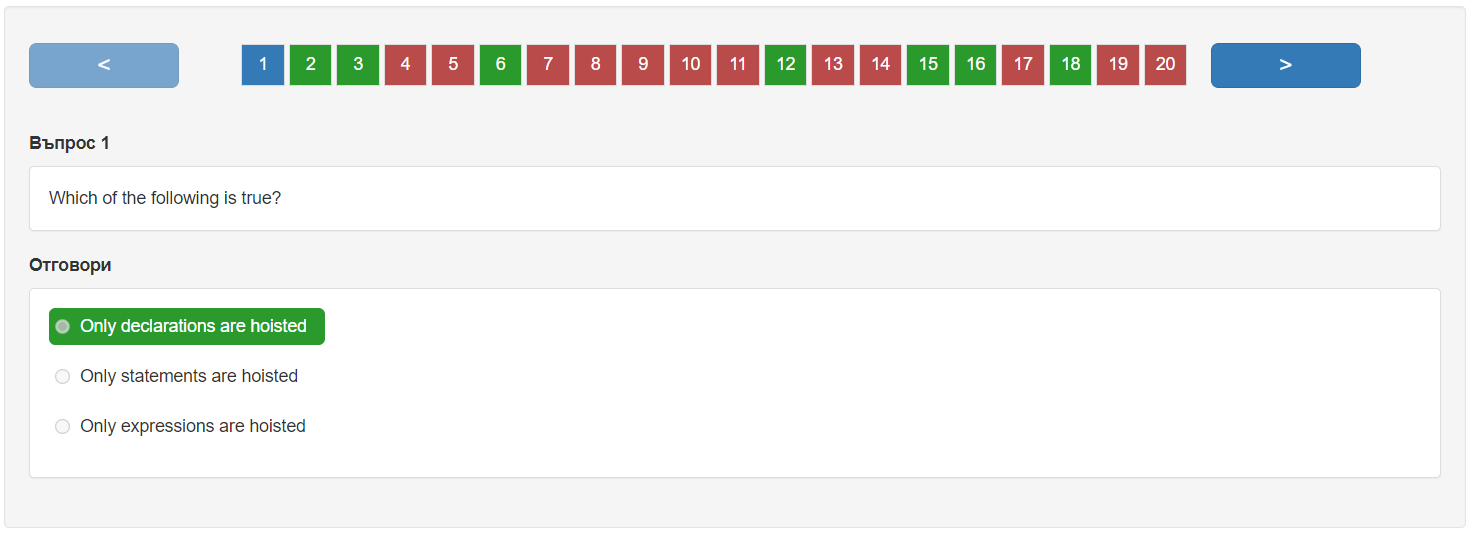 < 1 2 3 4 5 6 7 8 9 10 11 12 13 14 15 16 17 18 19 20 >
Въпрос 1
Which of the following is true?
Отговори
Only declarations are hoisted
Only statements are hoisted
Only expressions are hoisted